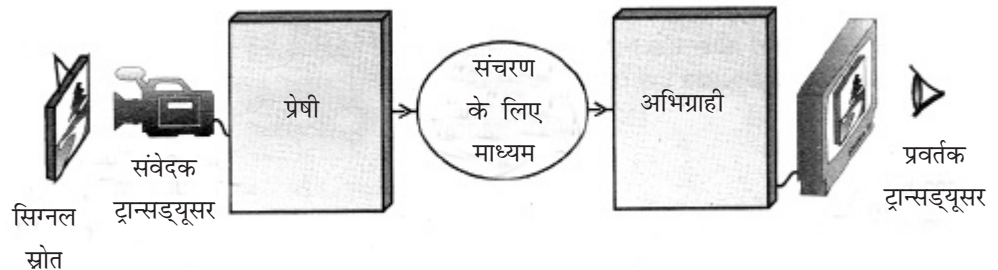 सिग्नल
स्रोत
संवेदक
ट्रान्सड्यूसर
प्रेषी
संचरण
के लिए
माध्यम
अभिग्राही
प्रवर्तक
ट्रान्सड्यूसर